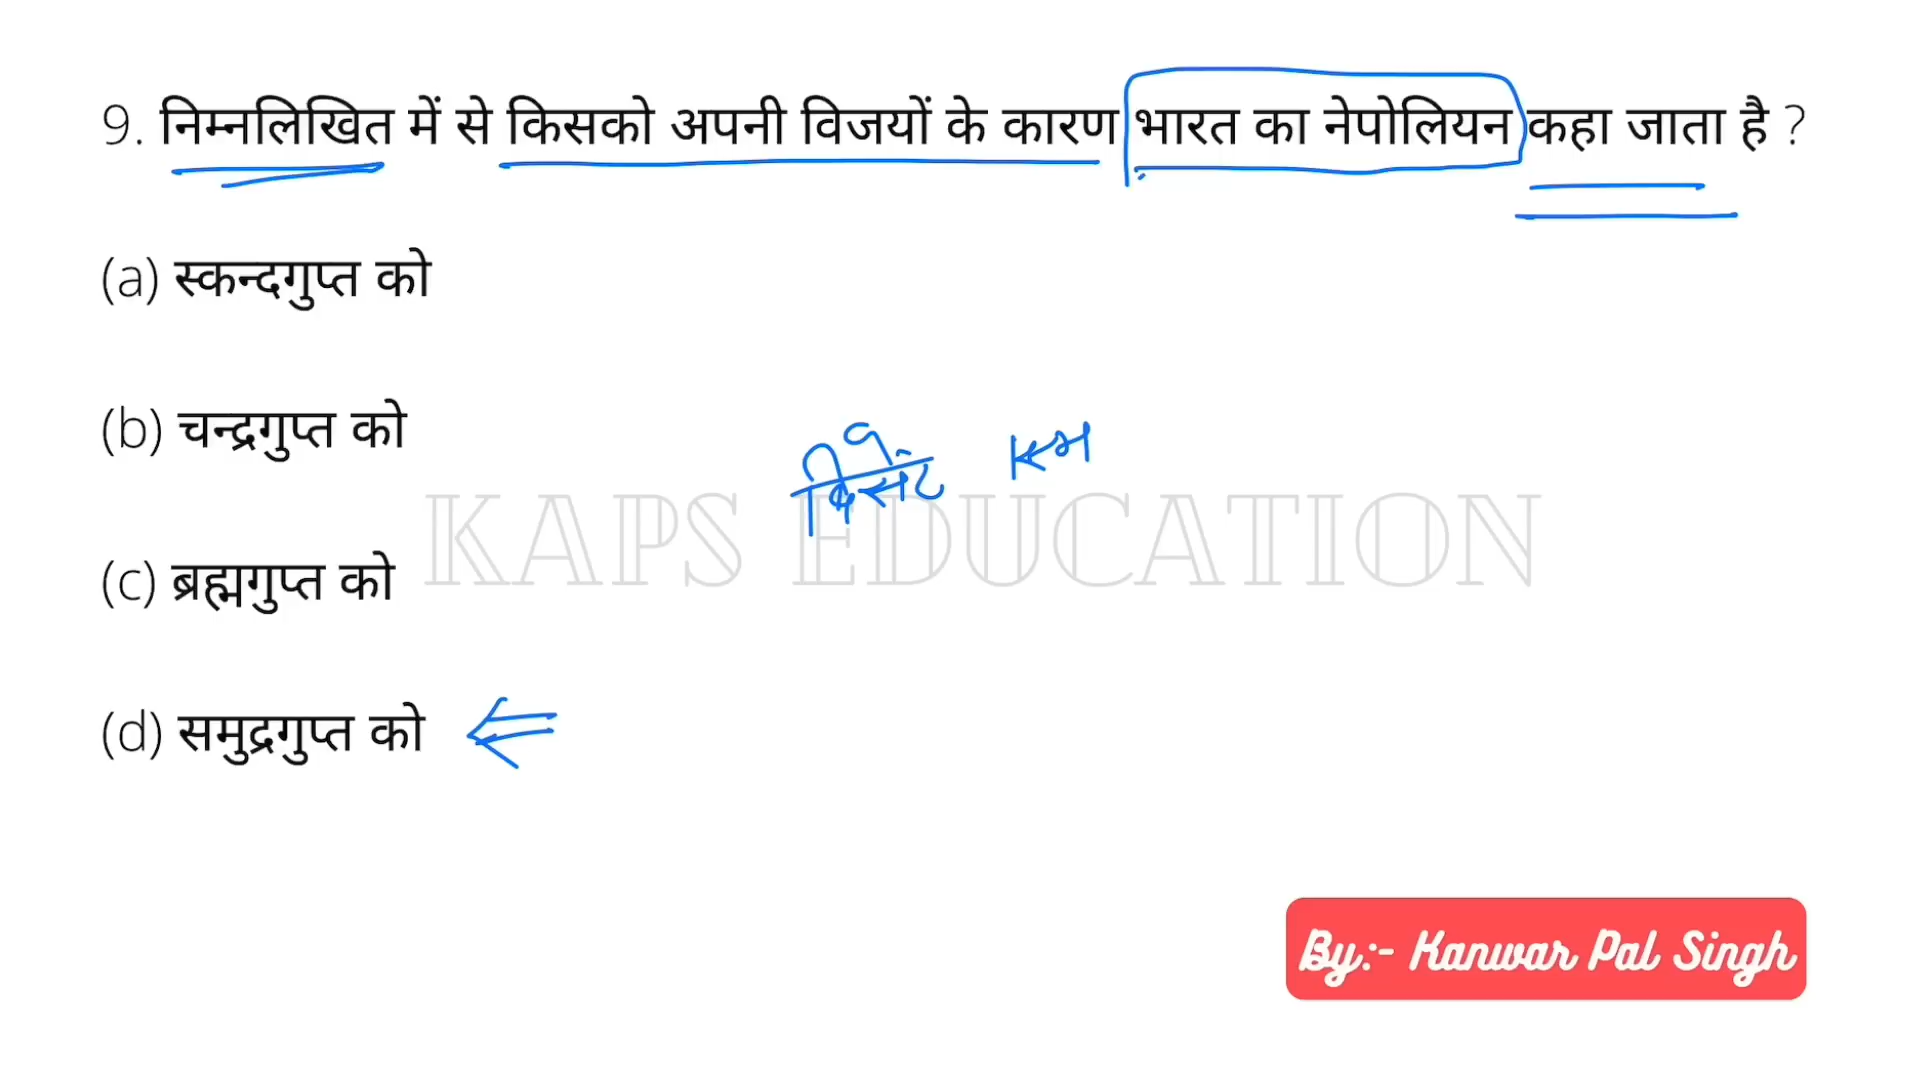 9. निम्नलिखित में से किसको अपनी विजयों के कारण भारत का नेपोलियन कहा जाता है ?
(a) स्कन्दगुप्त को
(b) चन्द्रगुप्त को
(c) ब्रह्मगुप्त को
KAPS EDUCATION
(d) समुद्रगुप्त को
By:- Kanwar Pal Singh